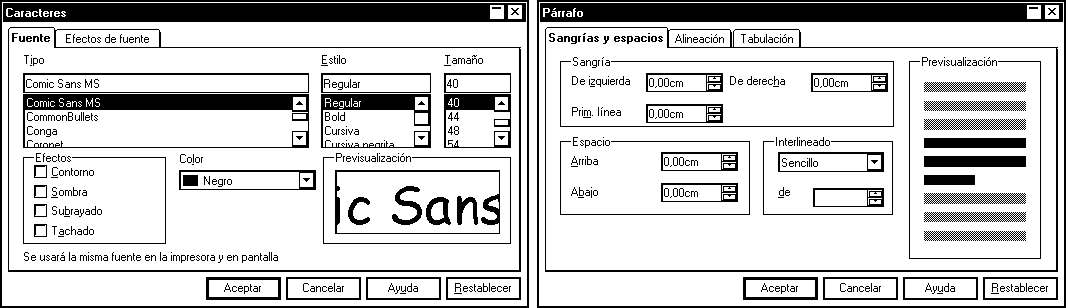 Caracteres
Fuente Efectos de fuente
Tipo Estilo Tamaño
Comic Sans MS Regular 40
Comic Sans MS Regular 40
CommonBullets Bold 44
Conga Cursiva 48
Coronet Cursiva negrita 54
Efectos Color Previsualización
Contorno
Negro
Sombra
ic Sans
Subrayado
Tachado
Se usará la misma fuente en la impresora y en pantalla
Aceptar Cancelar Ayuda Restablecer
Párrafo
Sangrías y espacios Alineación Tabulación
Sangría Previsualización
De izquierda 0,00cm De derecha 0,00cm
Prim. línea 0,00cm
Espacio Interlineado
Arriba 0,00cm Sencillo
Abajo 0,00cm de
Aceptar Cancelar Ayuda Restablecer